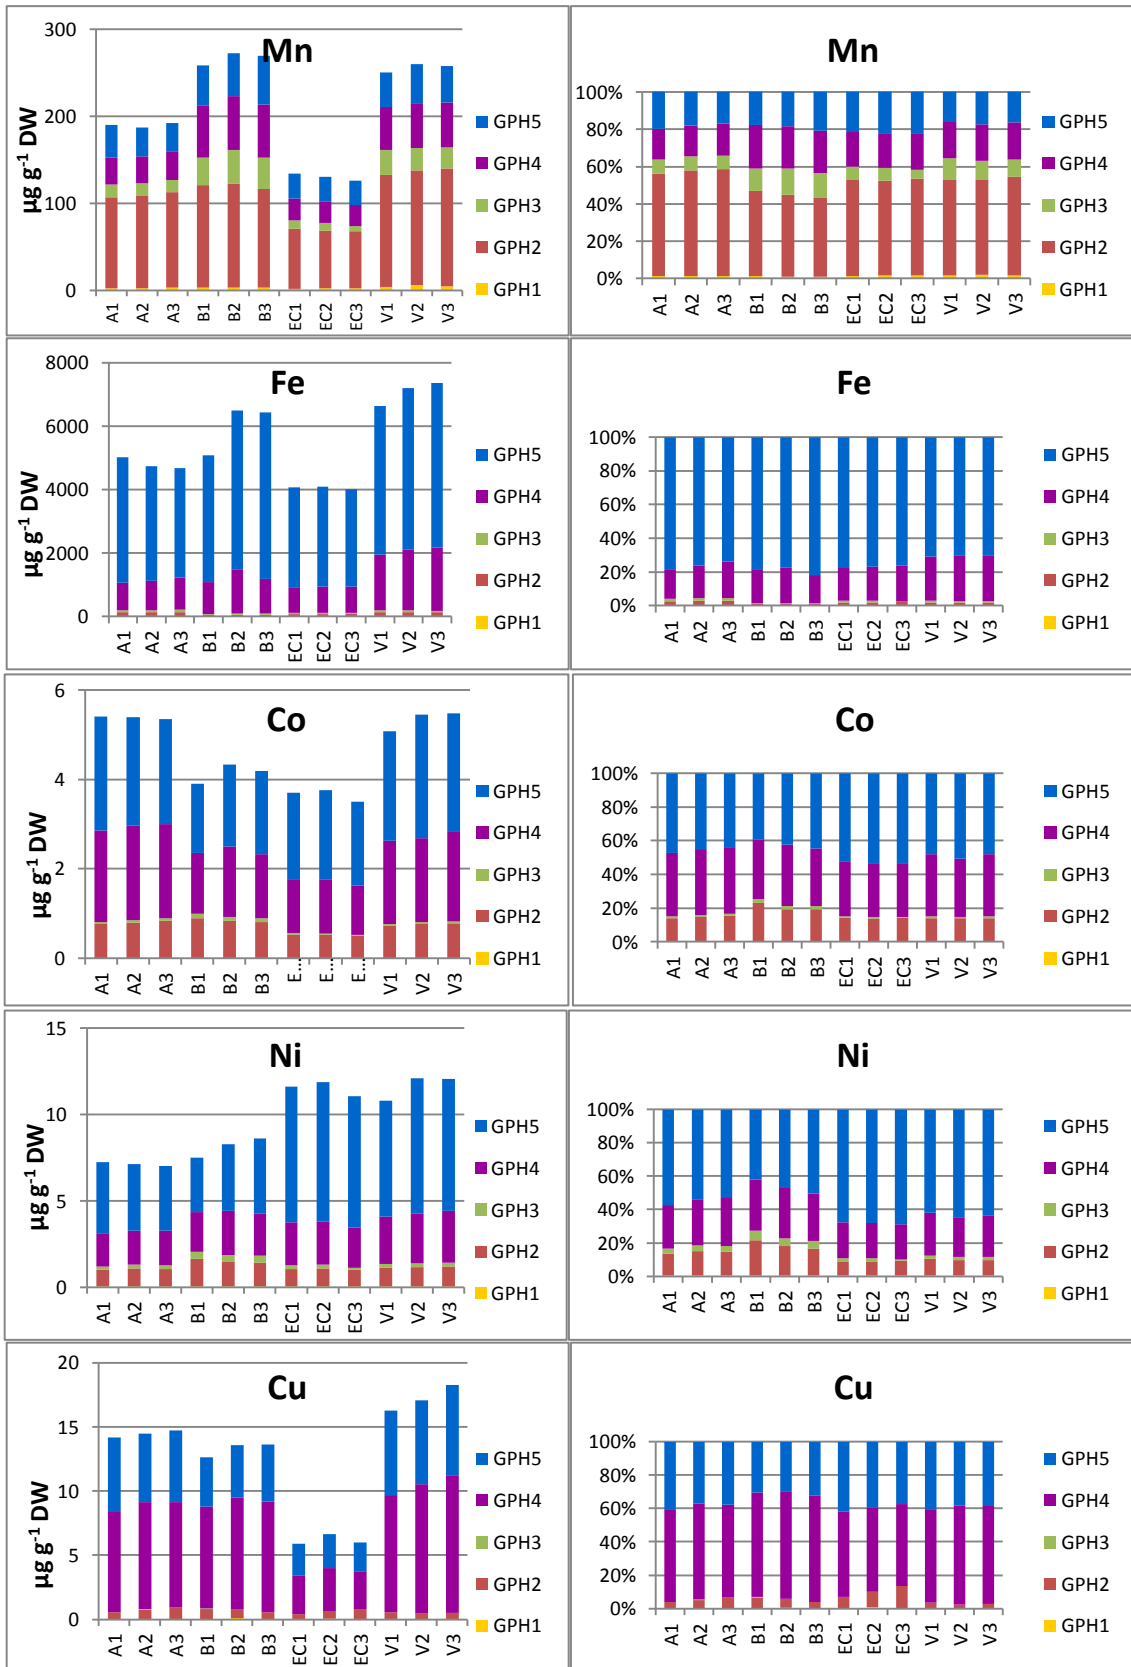 Mn
300
200
100
0
µg g-1 DW
A1 A2 A3 B1 B2 B3 EC1 EC2 EC3 V1 V2 V3
GPH5
GPH4
GPH3
GPH2
GPH1
Mn
100%
80%
60%
40%
20%
0%
A1 A2 A3 B1 B2 B3 EC1 EC2 EC3 V1 V2 V3
GPH5
GPH4
GPH3
GPH2
GPH1
Fe
8000
6000
4000
2000
0
µg g-1 DW
A1 A2 A3 B1 B2 B3 EC1 EC2 EC3 V1 V2 V3
GPH5
GPH4
GPH3
GPH2
GPH1
Fe
100%
80%
60%
40%
20%
0%
A1 A2 A3 B1 B2 B3 EC1 EC2 EC3 V1 V2 V3
GPH5
GPH4
GPH3
GPH2
GPH1
Co
6
4
2
0
µg g-1 DW
A1 A2 A3 B1 B2 B3 E... E... E... V1 V2 V3
GPH5
GPH4
GPH3
GPH2
GPH1
Co
100%
80%
60%
40%
20%
0%
A1 A2 A3 B1 B2 B3 EC1 EC2 EC3 V1 V2 V3
GPH5
GPH4
GPH3
GPH2
GPH1
Ni
15
10
5
0
µg g-1 DW
A1 A2 A3 B1 B2 B3 EC1 EC2 EC3 V1 V2 V3
GPH5
GPH4
GPH3
GPH2
GPH1
Ni
100%
80%
60%
40%
20%
0%
A1 A2 A3 B1 B2 B3 EC1 EC2 EC3 V1 V2 V3
GPH5
GPH4
GPH3
GPH2
GPH1
Cu
20
15
10
5
0
µg g-1 DW
A1 A2 A3 B1 B2 B3 EC1 EC2 EC3 V1 V2 V3
GPH5
GPH4
GPH3
GPH2
GPH1
Cu
100%
80%
60%
40%
20%
0%
A1 A2 A3 B1 B2 B3 EC1 EC2 EC3 V1 V2 V3
GPH5
GPH4
GPH3
GPH2
GPH1